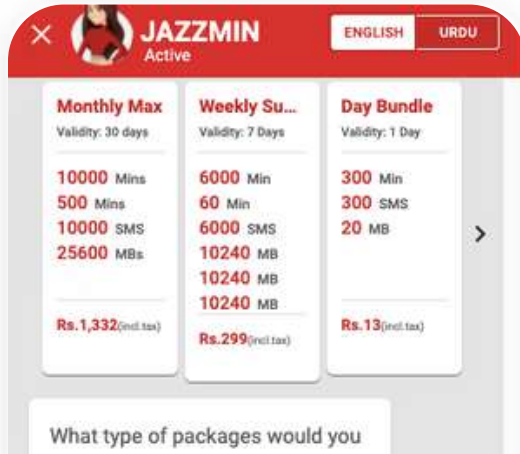 JAZZMIN
Active
ENGLISH
URDU
Monthly Max
Validity: 30 days
10000 Mins
500 Mins
10000 SMS
25600 MBs
Rs.1,332(incl.tax)
Weekly Su...
Validity: 7 Days
6000 Min
60 Min
6000 SMS
10240 MB
10240 MB
10240 MB
Rs.299(incl.tax)
Day Bundle
Validity: 1 Day
300 Min
300 SMS
20 MB
Rs.13(incl.tax)
What type of packages would you